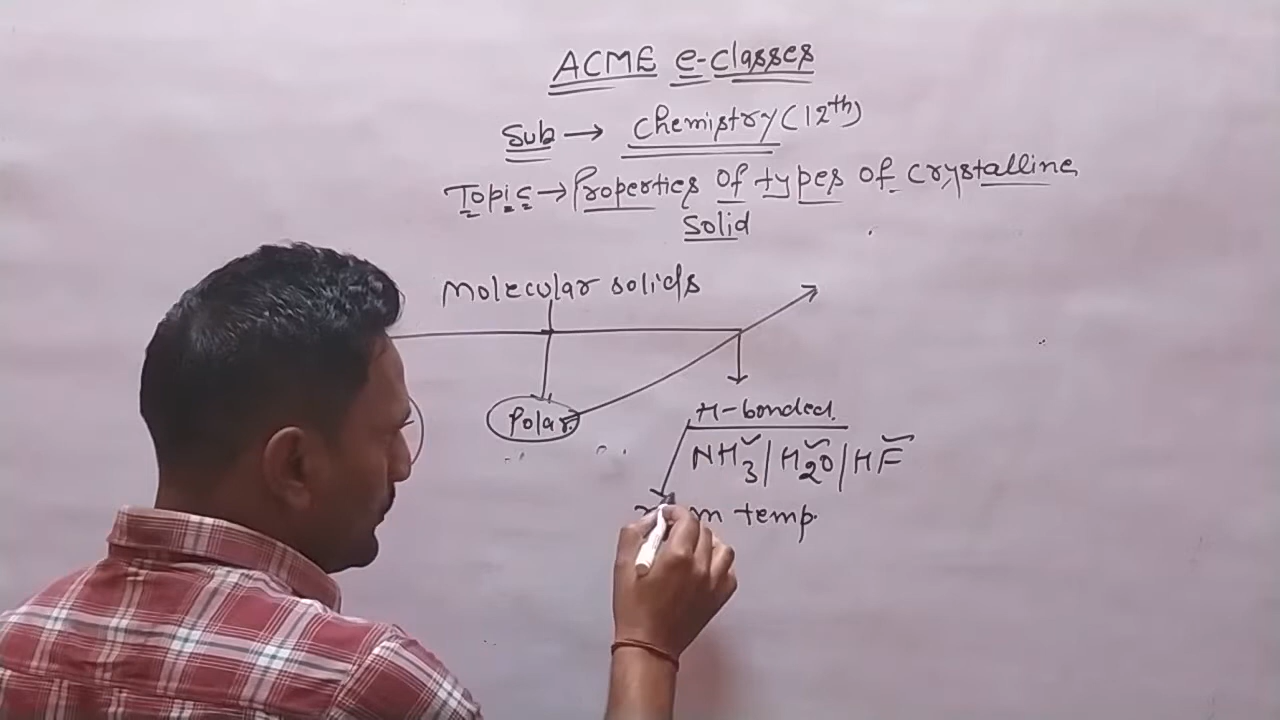 ACME e-classes
Sub → Chemistry (12th)
Topic → Properties of types of crystalline
Solid
Molecular solids
Polar
H-bonded
NH3 / H2O / HF
temp.